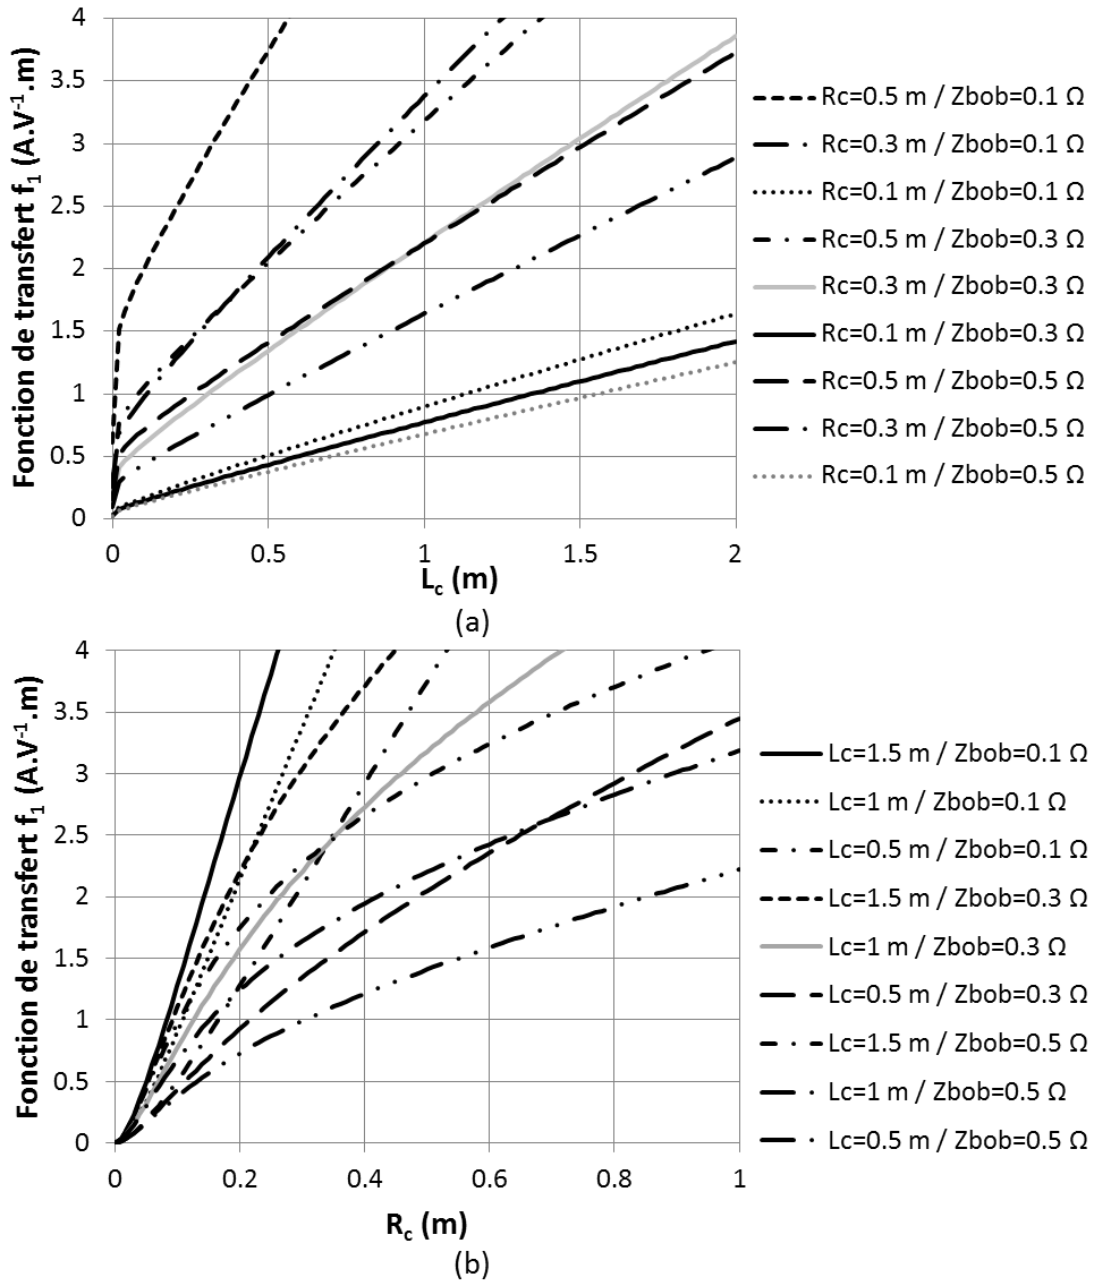 Fonction de transfert f₁ (A.V⁻¹.m)
4
3.5
3
2.5
2
1.5
1
0.5
0
0 0.5 1 1.5 2
L꜀ (m)
(a)
Rc=0.5 m / Zbob=0.1 Ω
Rc=0.3 m / Zbob=0.1 Ω
Rc=0.1 m / Zbob=0.1 Ω
Rc=0.5 m / Zbob=0.3 Ω
Rc=0.3 m / Zbob=0.3 Ω
Rc=0.1 m / Zbob=0.3 Ω
Rc=0.5 m / Zbob=0.5 Ω
Rc=0.3 m / Zbob=0.5 Ω
Rc=0.1 m / Zbob=0.5 Ω
Fonction de transfert f₁ (A.V⁻¹.m)
4
3.5
3
2.5
2
1.5
1
0.5
0
0 0.2 0.4 0.6 0.8 1
R꜀ (m)
(b)
Lc=1.5 m / Zbob=0.1 Ω
Lc=1 m / Zbob=0.1 Ω
Lc=0.5 m / Zbob=0.1 Ω
Lc=1.5 m / Zbob=0.3 Ω
Lc=1 m / Zbob=0.3 Ω
Lc=0.5 m / Zbob=0.3 Ω
Lc=1.5 m / Zbob=0.5 Ω
Lc=1 m / Zbob=0.5 Ω
Lc=0.5 m / Zbob=0.5 Ω